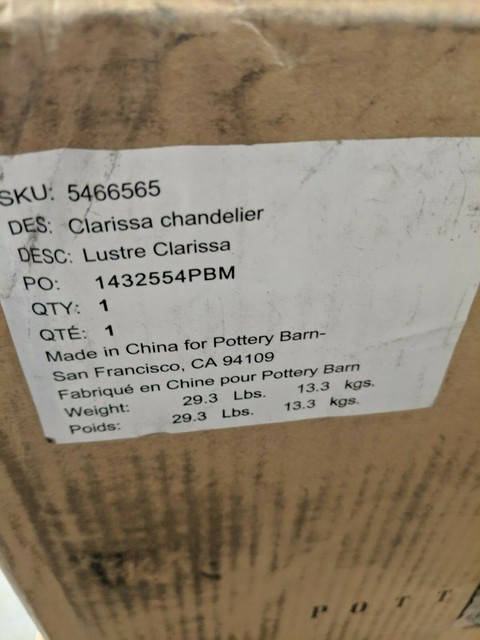 SKU: 5466565
DES: Clarissa chandelier
DESC: Lustre Clarissa
PO: 1432554PBM
QTY: 1
QTÉ: 1
Made in China for Pottery Barn-
San Francisco, CA 94109
Fabriqué en Chine pour Pottery Barn
Weight: 29.3 Lbs. 13.3 kgs.
Poids: 29.3 Lbs. 13.3 kgs.
POTT